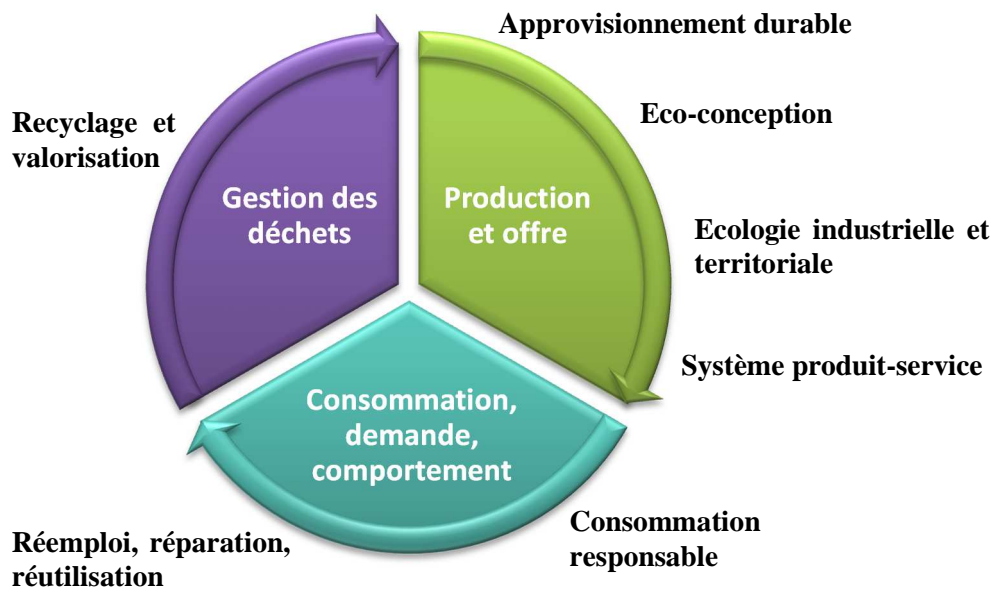 Approvisionnement durable
Eco-conception
Recyclage et
valorisation
Gestion des
déchets
Production
et offre
Ecologie industrielle et
territoriale
Système produit-service
Consommation,
demande,
comportement
Consommation
responsable
Réemploi, réparation,
réutilisation